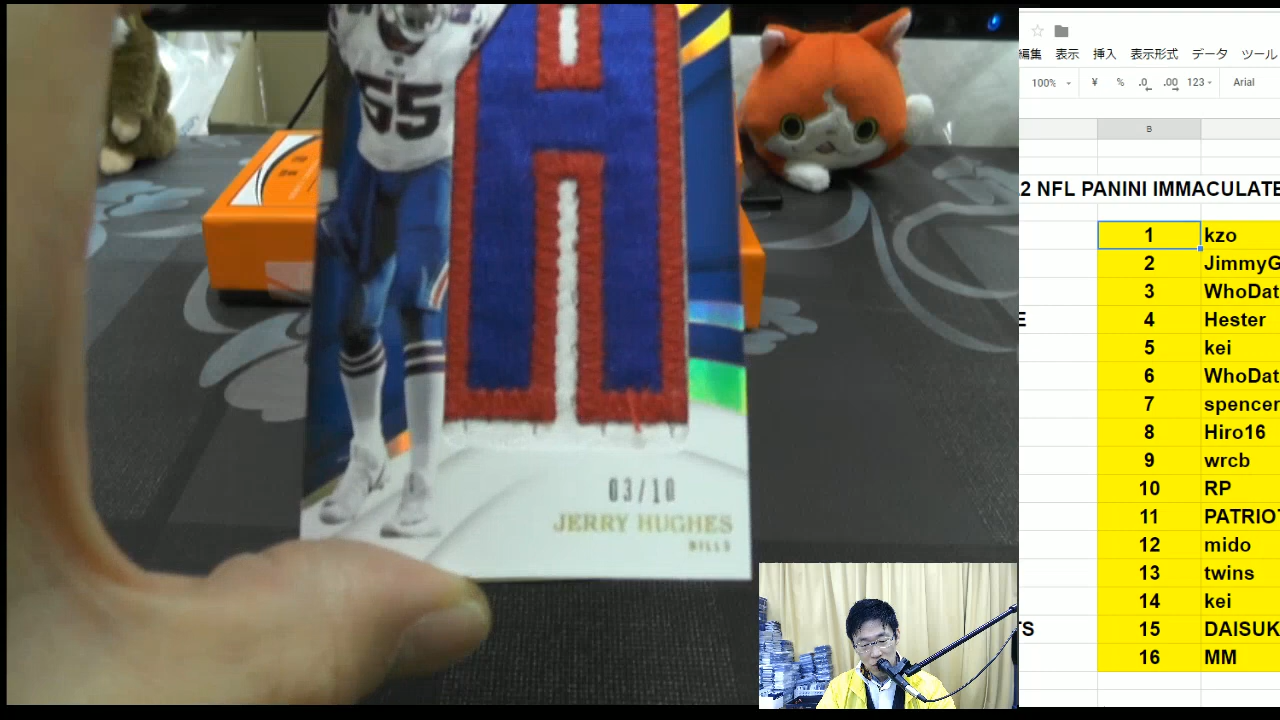 55
H
03/10
JERRY HUGHES
BILLS
編集 表示 挿入 表示形式 データ ツール
100% ¥ % .0 .00 123 Arial
B
2 NFL PANINI IMMACULATE
1 kzo
2 JimmyG
3 WhoDat
E 4 Hester
5 kei
6 WhoDat
7 spencer
8 Hiro16
9 wrcb
10 RP
11 PATRIOT
12 mido
13 twins
14 kei
TS 15 DAISUK
16 MM